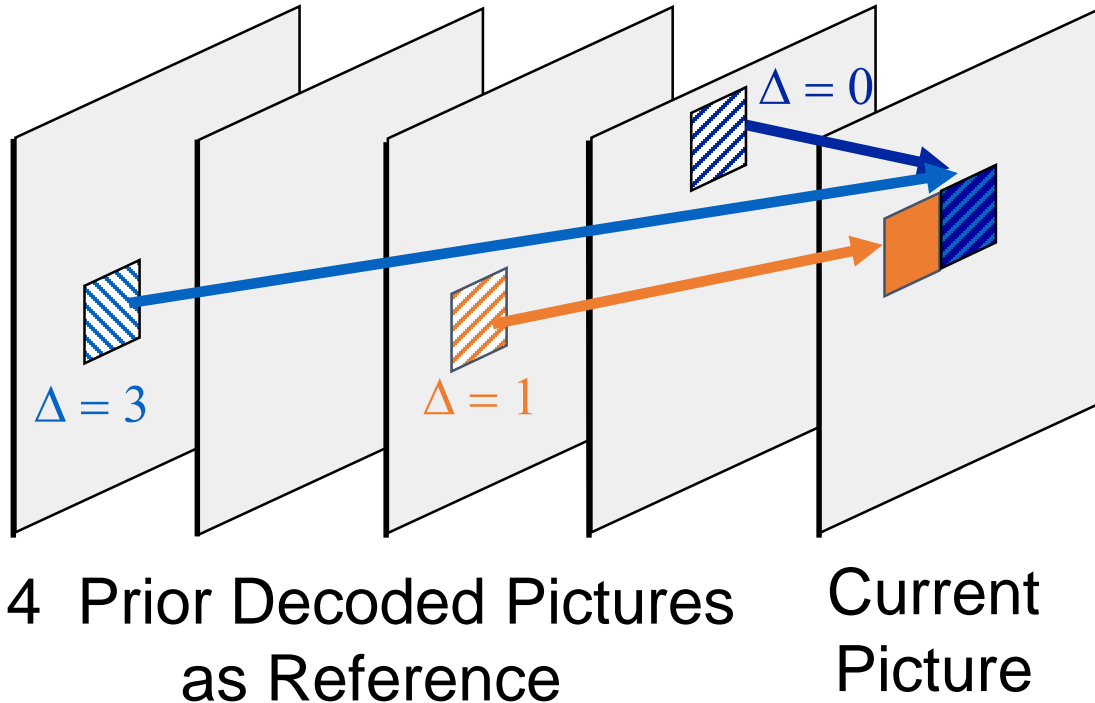 Δ = 0
Δ = 3
Δ = 1
4 Prior Decoded Pictures
as Reference
Current
Picture